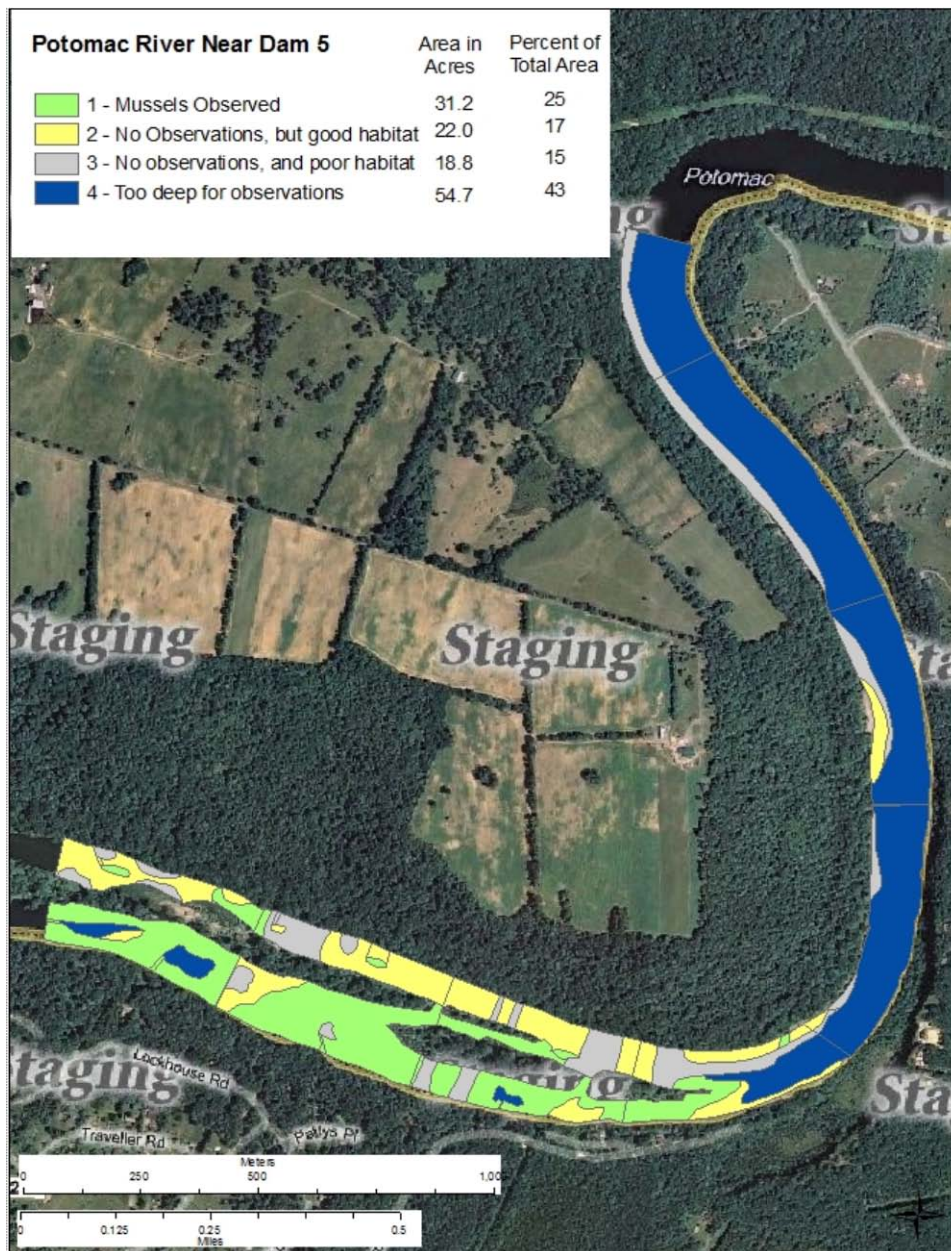 Potomac River Near Dam 5
Area in Acres
Percent of Total Area
1 - Mussels Observed 31.2 25
2 - No Observations, but good habitat 22.0 17
3 - No observations, and poor habitat 18.8 15
4 - Too deep for observations 54.7 43
Potomac
Staging
Staging
Lockhouse Rd
Traveller Rd
Pattys Pl
Meters
0 250 500 1,00
0 0.125 0.25 0.5
Miles